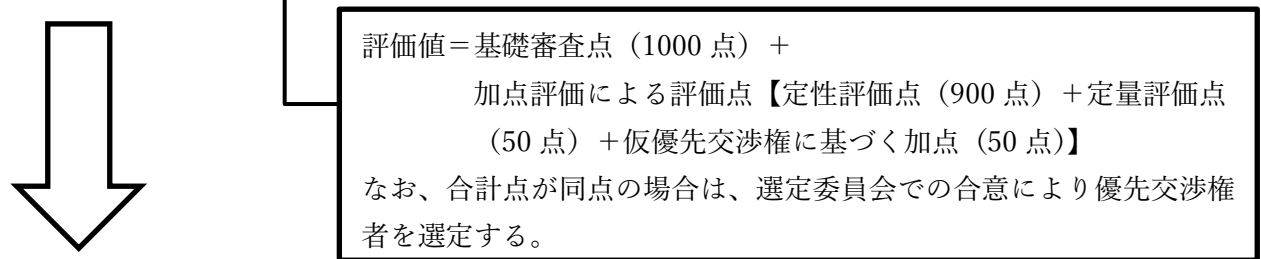 評価値＝基礎審査点（1000 点）＋
加点評価による評価点【定性評価点（900 点）＋定量評価点
（50 点）＋仮優先交渉権に基づく加点（50 点）】
なお、合計点が同点の場合は、選定委員会での合意により優先交渉権
者を選定する。